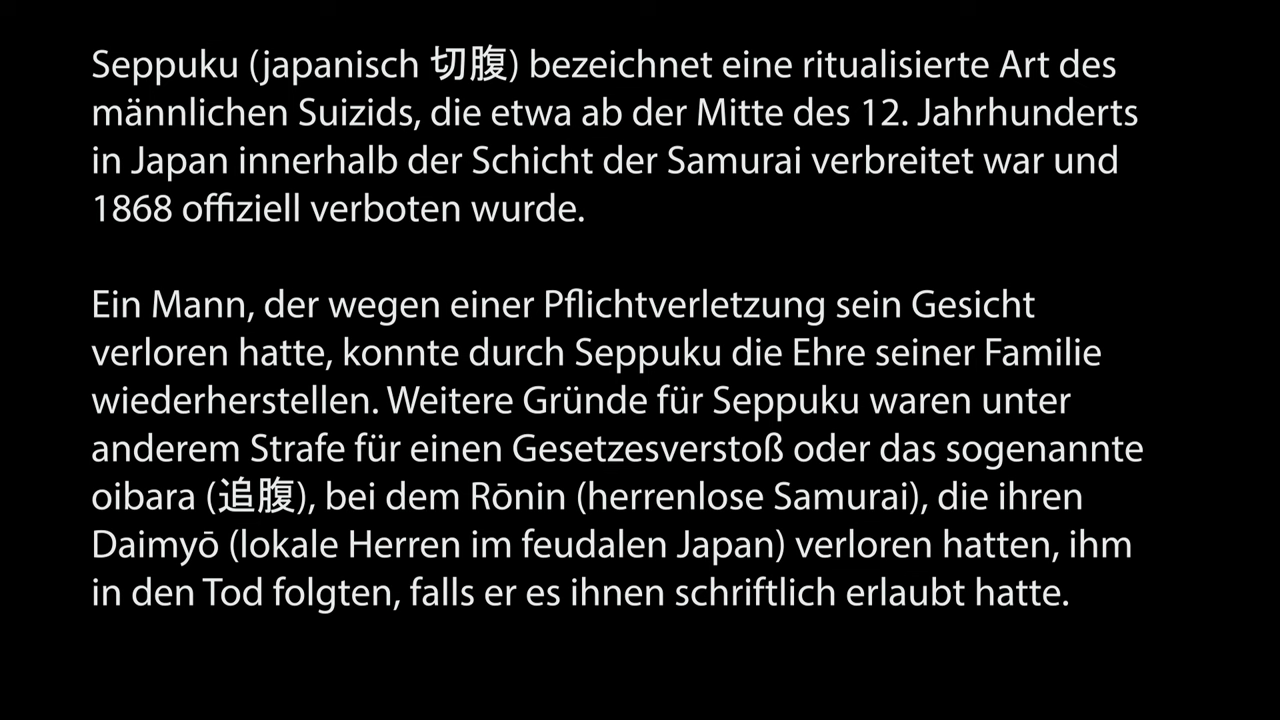 Seppuku (japanisch 切腹) bezeichnet eine ritualisierte Art des
männlichen Suizids, die etwa ab der Mitte des 12. Jahrhunderts
in Japan innerhalb der Schicht der Samurai verbreitet war und
1868 offiziell verboten wurde.
Ein Mann, der wegen einer Pflichtverletzung sein Gesicht
verloren hatte, konnte durch Seppuku die Ehre seiner Familie
wiederherstellen. Weitere Gründe für Seppuku waren unter
anderem Strafe für einen Gesetzesverstoß oder das sogenannte
oibara (追腹), bei dem Rōnin (herrenlose Samurai), die ihren
Daimyō (lokale Herren im feudalen Japan) verloren hatten, ihm
in den Tod folgten, falls er es ihnen schriftlich erlaubt hatte.